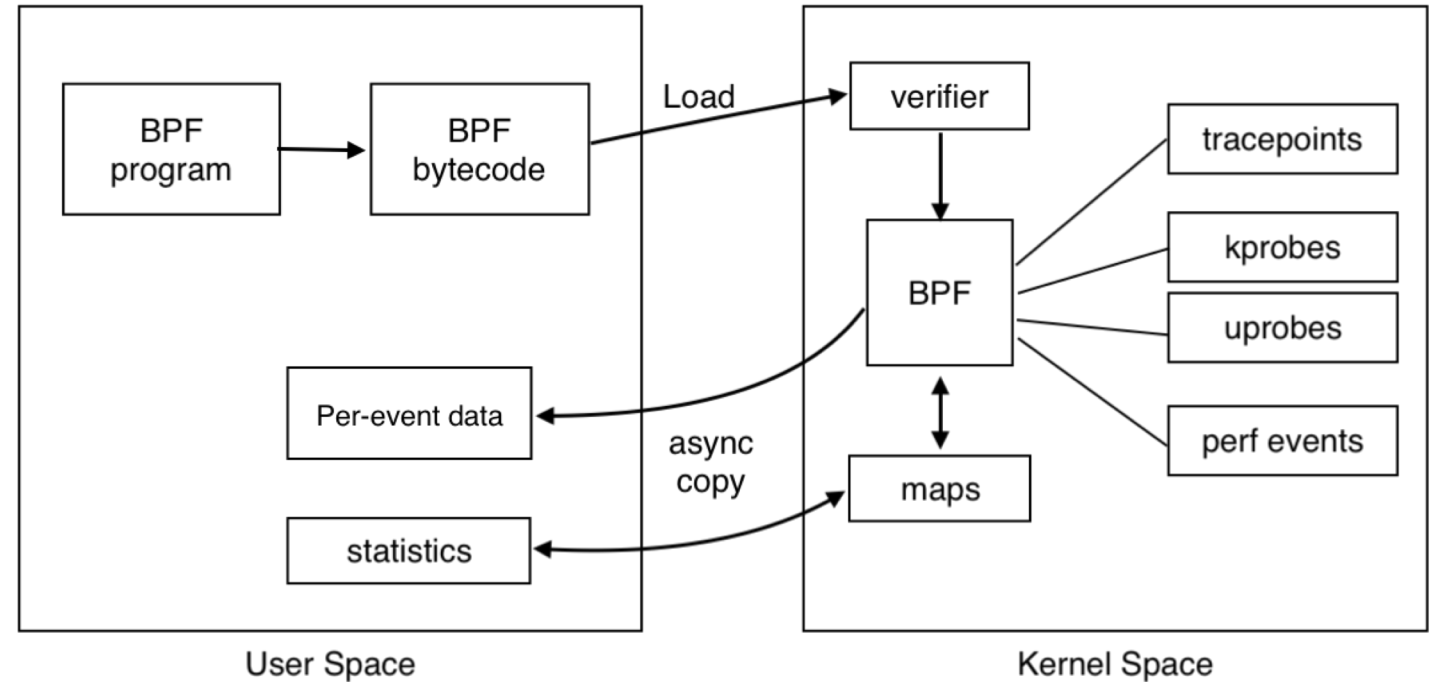 BPF
program
BPF
bytecode
Load
verifier
tracepoints
kprobes
BPF
uprobes
Per-event data
async
copy
perf events
maps
statistics
User Space
Kernel Space